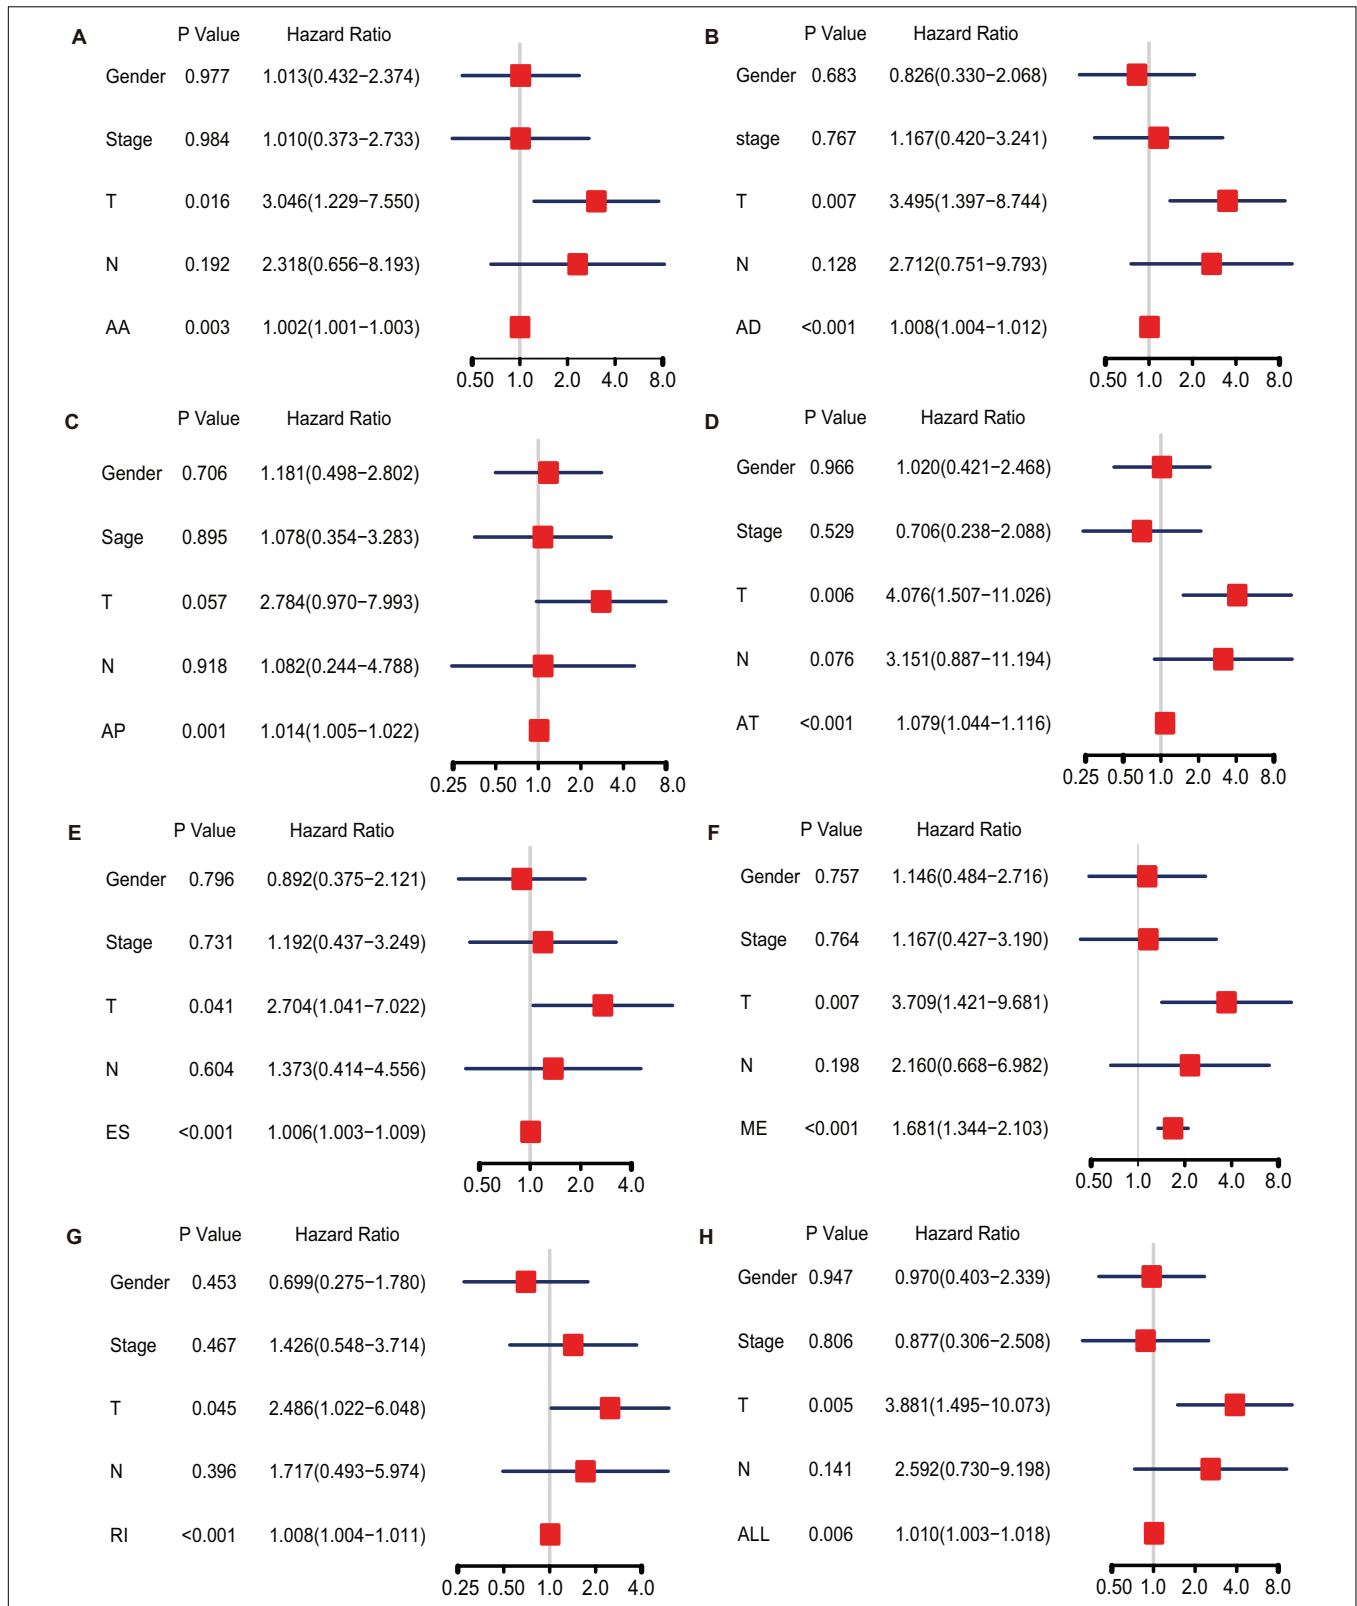 A P Value Hazard Ratio
Gender 0.977 1.013(0.432−2.374)
Stage 0.984 1.010(0.373−2.733)
T 0.016 3.046(1.229−7.550)
N 0.192 2.318(0.656−8.193)
AA 0.003 1.002(1.001−1.003)
0.50 1.0 2.0 4.0 8.0
B P Value Hazard Ratio
Gender 0.683 0.826(0.330−2.068)
stage 0.767 1.167(0.420−3.241)
T 0.007 3.495(1.397−8.744)
N 0.128 2.712(0.751−9.793)
AD <0.001 1.008(1.004−1.012)
0.50 1.0 2.0 4.0 8.0
C P Value Hazard Ratio
Gender 0.706 1.181(0.498−2.802)
Sage 0.895 1.078(0.354−3.283)
T 0.057 2.784(0.970−7.993)
N 0.918 1.082(0.244−4.788)
AP 0.001 1.014(1.005−1.022)
0.25 0.50 1.0 2.0 4.0 8.0
D P Value Hazard Ratio
Gender 0.966 1.020(0.421−2.468)
Stage 0.529 0.706(0.238−2.088)
T 0.006 4.076(1.507−11.026)
N 0.076 3.151(0.887−11.194)
AT <0.001 1.079(1.044−1.116)
0.25 0.50 1.0 2.0 4.0 8.0
E P Value Hazard Ratio
Gender 0.796 0.892(0.375−2.121)
Stage 0.731 1.192(0.437−3.249)
T 0.041 2.704(1.041−7.022)
N 0.604 1.373(0.414−4.556)
ES <0.001 1.006(1.003−1.009)
0.50 1.0 2.0 4.0
F P Value Hazard Ratio
Gender 0.757 1.146(0.484−2.716)
Stage 0.764 1.167(0.427−3.190)
T 0.007 3.709(1.421−9.681)
N 0.198 2.160(0.668−6.982)
ME <0.001 1.681(1.344−2.103)
0.50 1.0 2.0 4.0 8.0
G P Value Hazard Ratio
Gender 0.453 0.699(0.275−1.780)
Stage 0.467 1.426(0.548−3.714)
T 0.045 2.486(1.022−6.048)
N 0.396 1.717(0.493−5.974)
RI <0.001 1.008(1.004−1.011)
0.25 0.50 1.0 2.0 4.0
H P Value Hazard Ratio
Gender 0.947 0.970(0.403−2.339)
Stage 0.806 0.877(0.306−2.508)
T 0.005 3.881(1.495−10.073)
N 0.141 2.592(0.730−9.198)
ALL 0.006 1.010(1.003−1.018)
0.50 1.0 2.0 4.0 8.0